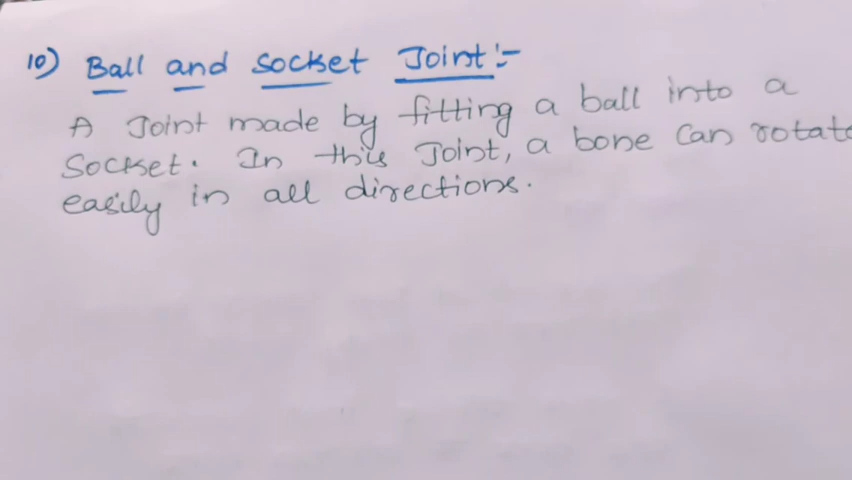 10) Ball and Socket Joint :-
A Joint made by fitting a ball into a
Socket. In this Joint, a bone can rotate
easily in all directions.